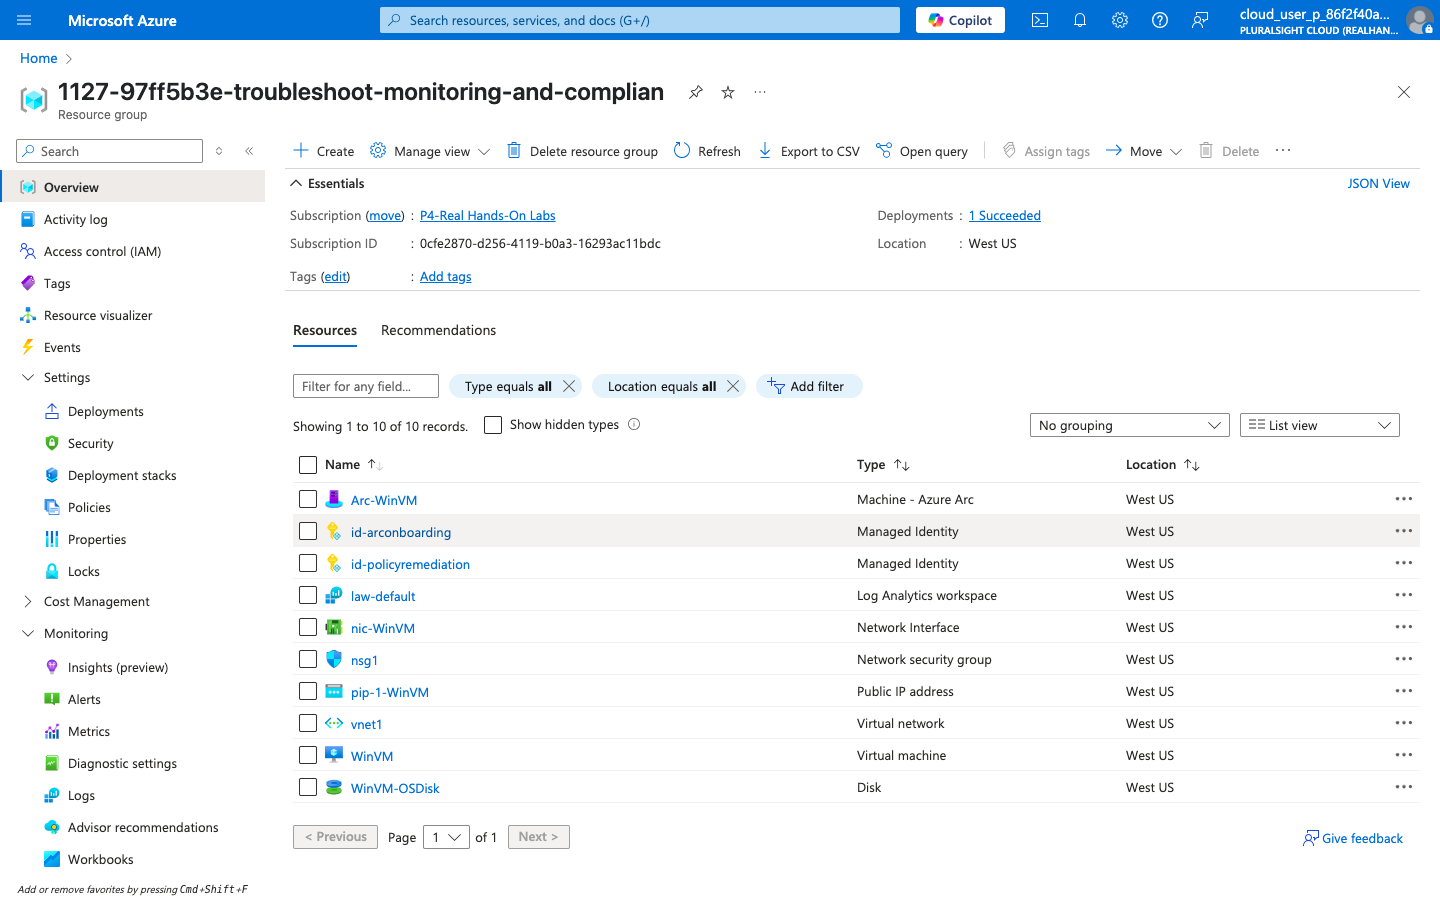 Microsoft Azure
Search resources, services, and docs (G+/)
Copilot
cloud_user_p_86f2f40a...
PLURALSIGHT CLOUD (REALHAN...
Home
1127-97ff5b3e-troubleshoot-monitoring-and-complian
Resource group
Search
Create
Manage view
Delete resource group
Refresh
Export to CSV
Open query
Assign tags
Move
Delete
Overview
Activity log
Access control (IAM)
Tags
Resource visualizer
Events
Settings
Deployments
Security
Deployment stacks
Policies
Properties
Locks
Cost Management
Monitoring
Insights (preview)
Alerts
Metrics
Diagnostic settings
Logs
Advisor recommendations
Workbooks
Add or remove favorites by pressing Cmd+Shift+F
Essentials
JSON View
Subscription (move) : P4-Real Hands-On Labs
Deployments : 1 Succeeded
Subscription ID : 0cfe2870-d256-4119-b0a3-16293ac11bdc
Location : West US
Tags (edit) : Add tags
Resources
Recommendations
Filter for any field...
Type equals all
Location equals all
Add filter
Showing 1 to 10 of 10 records.
Show hidden types
No grouping
List view
Name Type Location
Arc-WinVM Machine - Azure Arc West US
id-arconboarding Managed Identity West US
id-policyremediation Managed Identity West US
law-default Log Analytics workspace West US
nic-WinVM Network Interface West US
nsg1 Network security group West US
pip-1-WinVM Public IP address West US
vnet1 Virtual network West US
WinVM Virtual machine West US
WinVM-OSDisk Disk West US
< Previous Page 1 of 1 Next >
Give feedback